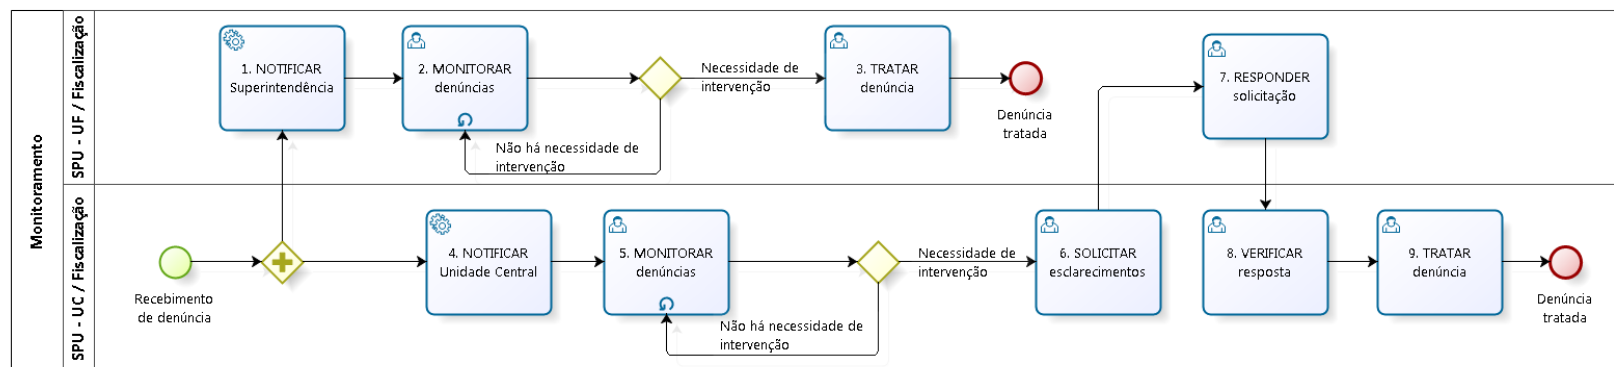 Monitoramento
SPU - UF / Fiscalização
1. NOTIFICAR
Superintendência
2. MONITORAR
denúncias
Necessidade de
intervenção
Não há necessidade de
intervenção
3. TRATAR
denúncia
Denúncia
tratada
7. RESPONDER
solicitação
SPU - UC / Fiscalização
Recebimento
de denúncia
4. NOTIFICAR
Unidade Central
5. MONITORAR
denúncias
Necessidade de
intervenção
Não há necessidade de
intervenção
6. SOLICITAR
esclarecimentos
8. VERIFICAR
resposta
9. TRATAR
denúncia
Denúncia
tratada